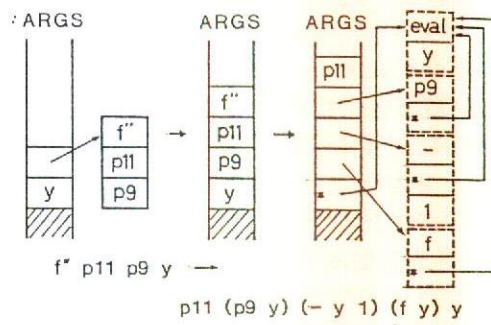 ARGS
ARGS
ARGS
y
f"
p11
p9
f"
p11
p9
y
p11
*
eval
y
p9
*
-
*
1
f
*
f" p11 p9 y →
p11 (p9 y) (- y 1) (f y) y